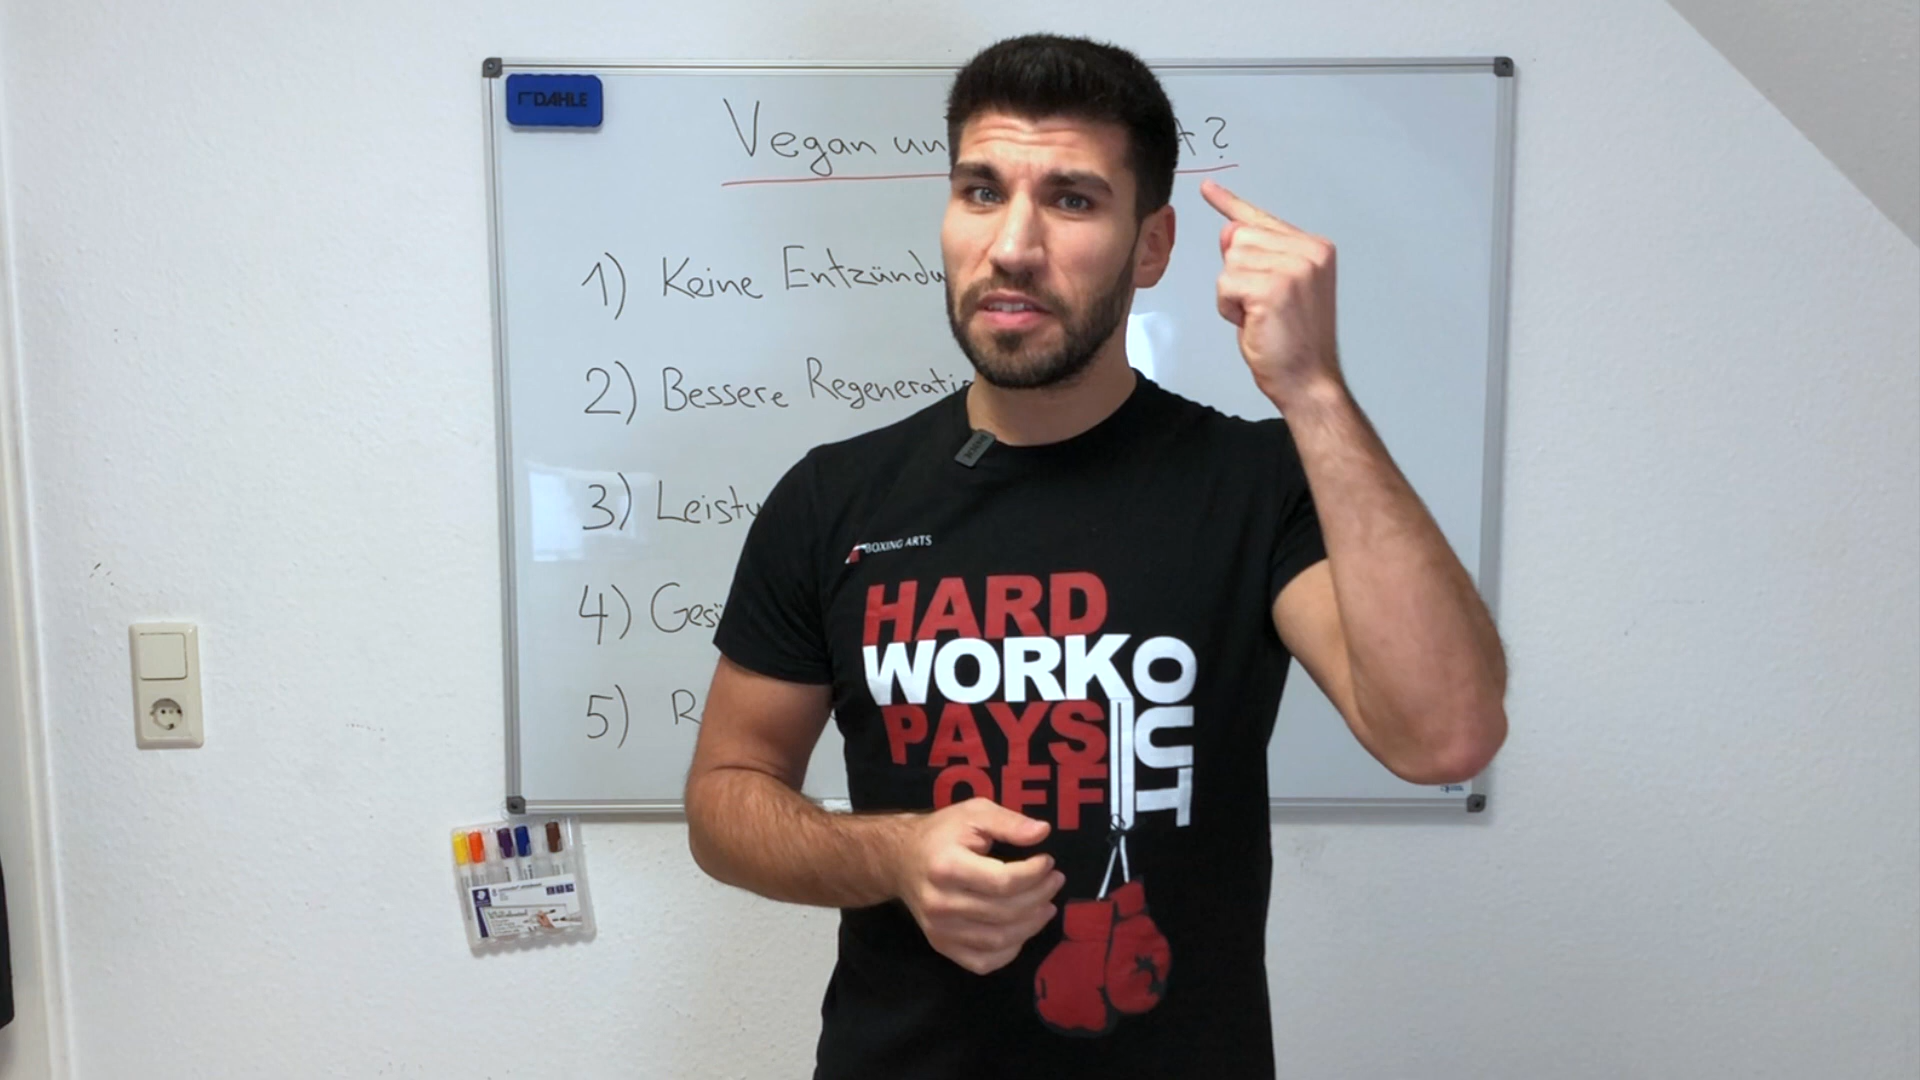 DAHLE
Vegan un t?
1) Keine Entzündu
2) Bessere Regenerati
3) Leistu
4) Gesü
5) R
BOXING ARTS
HARD
WORKOUT
PAYS
OFF